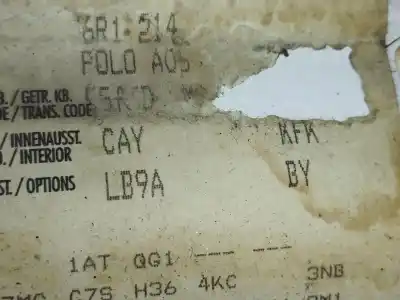 6R1 214
POLO A05
B./GETR. KB.
DE/TRANS. CODE
/ INNENAUSST. CAY KFK
D. / INTERIOR
ST. / OPTIONS LB9A BY
1AT QG1 -- -- -- --
C7S H36 4KC 3NB